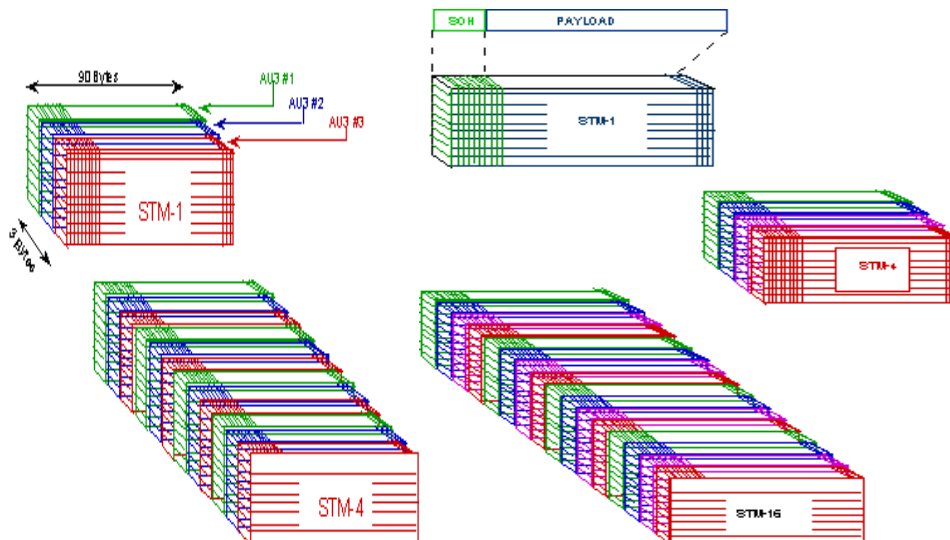 SOH
PAYLOAD
90 Bytes
AU3 #1
AU3 #2
AU3 #3
STM-1
STM-1
3 Bytes
STM-4
STM-4
STM-16